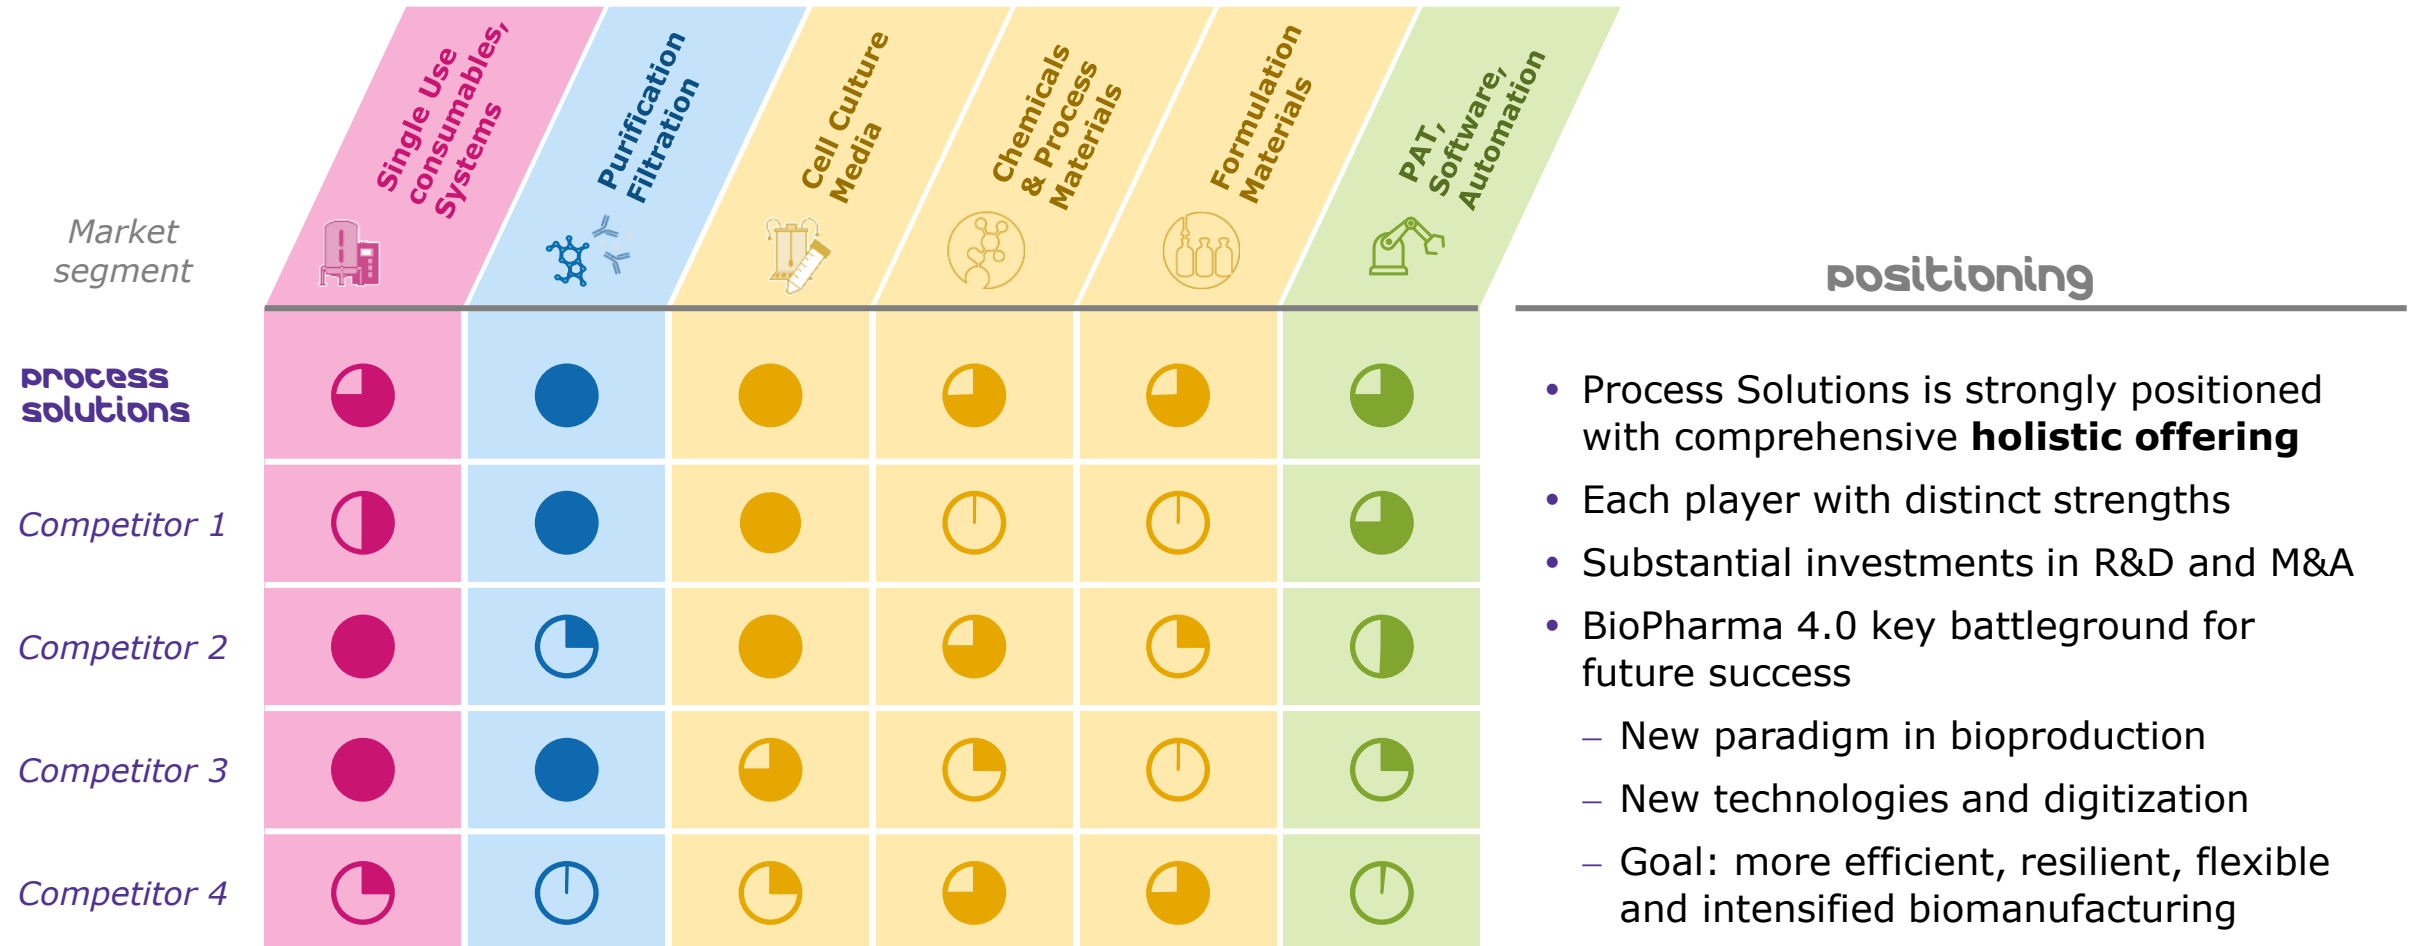 Single Use
consumables,
Systems
Purification
Filtration
Cell Culture
Media
Chemicals
& Process
Materials
Formulation
Materials
PAT,
Software,
Automation
Market
segment
positioning
process
solutions
Competitor 1
Competitor 2
Competitor 3
Competitor 4
• Process Solutions is strongly positioned
with comprehensive holistic offering
• Each player with distinct strengths
• Substantial investments in R&D and M&A
• BioPharma 4.0 key battleground for
future success
– New paradigm in bioproduction
– New technologies and digitization
– Goal: more efficient, resilient, flexible
and intensified biomanufacturing